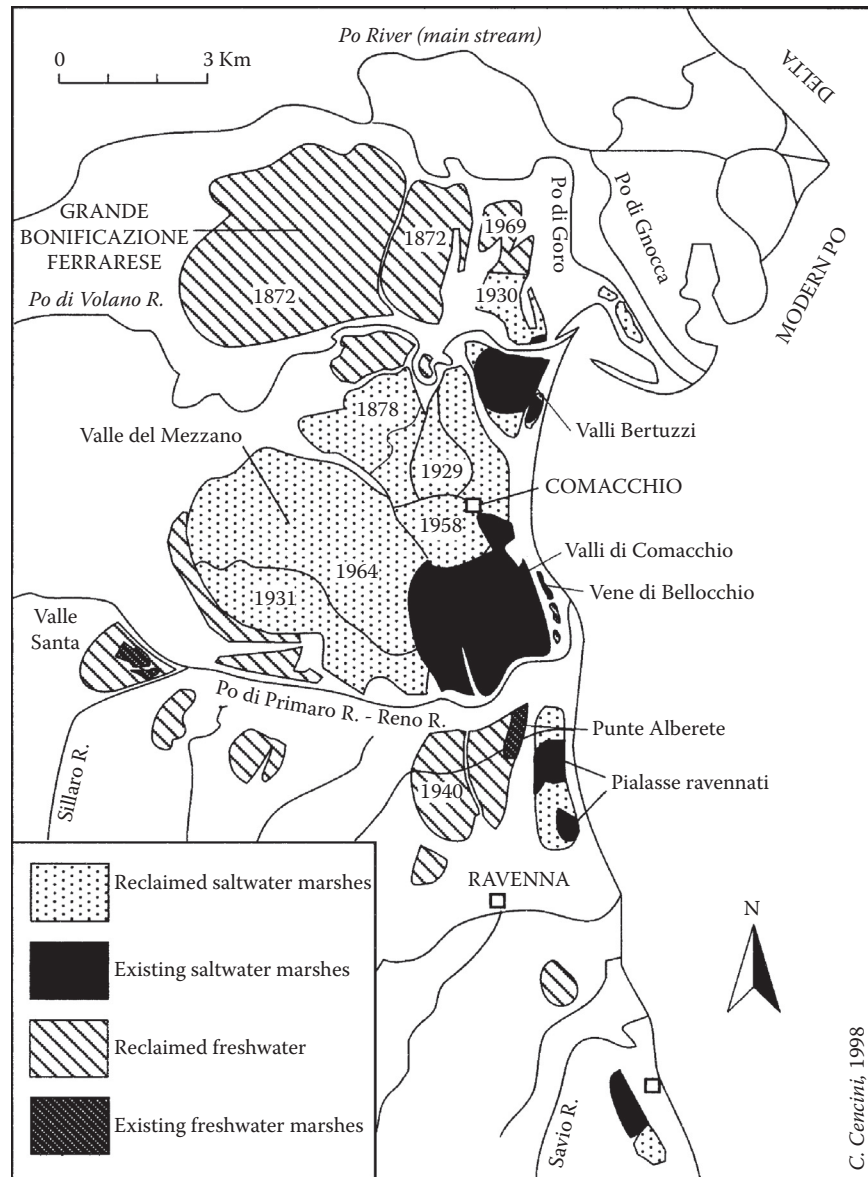 Po River (main stream)
0 3 Km
DELTA
MODERN PO
Po di Goro
Po di Gnocca
GRANDE
BONIFICAZIONE
FERRARESE
1872
1872
1969
1930
Po di Volano R.
1878
Valle del Mezzano
Valli Bertuzzi
1929
COMACCHIO
1958
Valli di Comacchio
1964
1931
Vene di Bellocchio
Valle
Santa
Po di Primaro R. - Reno R.
Punte Alberete
Sillaro R.
1940
Pialasse ravennati
RAVENNA
N
Savio R.
Reclaimed saltwater marshes
Existing saltwater marshes
Reclaimed freshwater
Existing freshwater marshes
C. Cencini, 1998